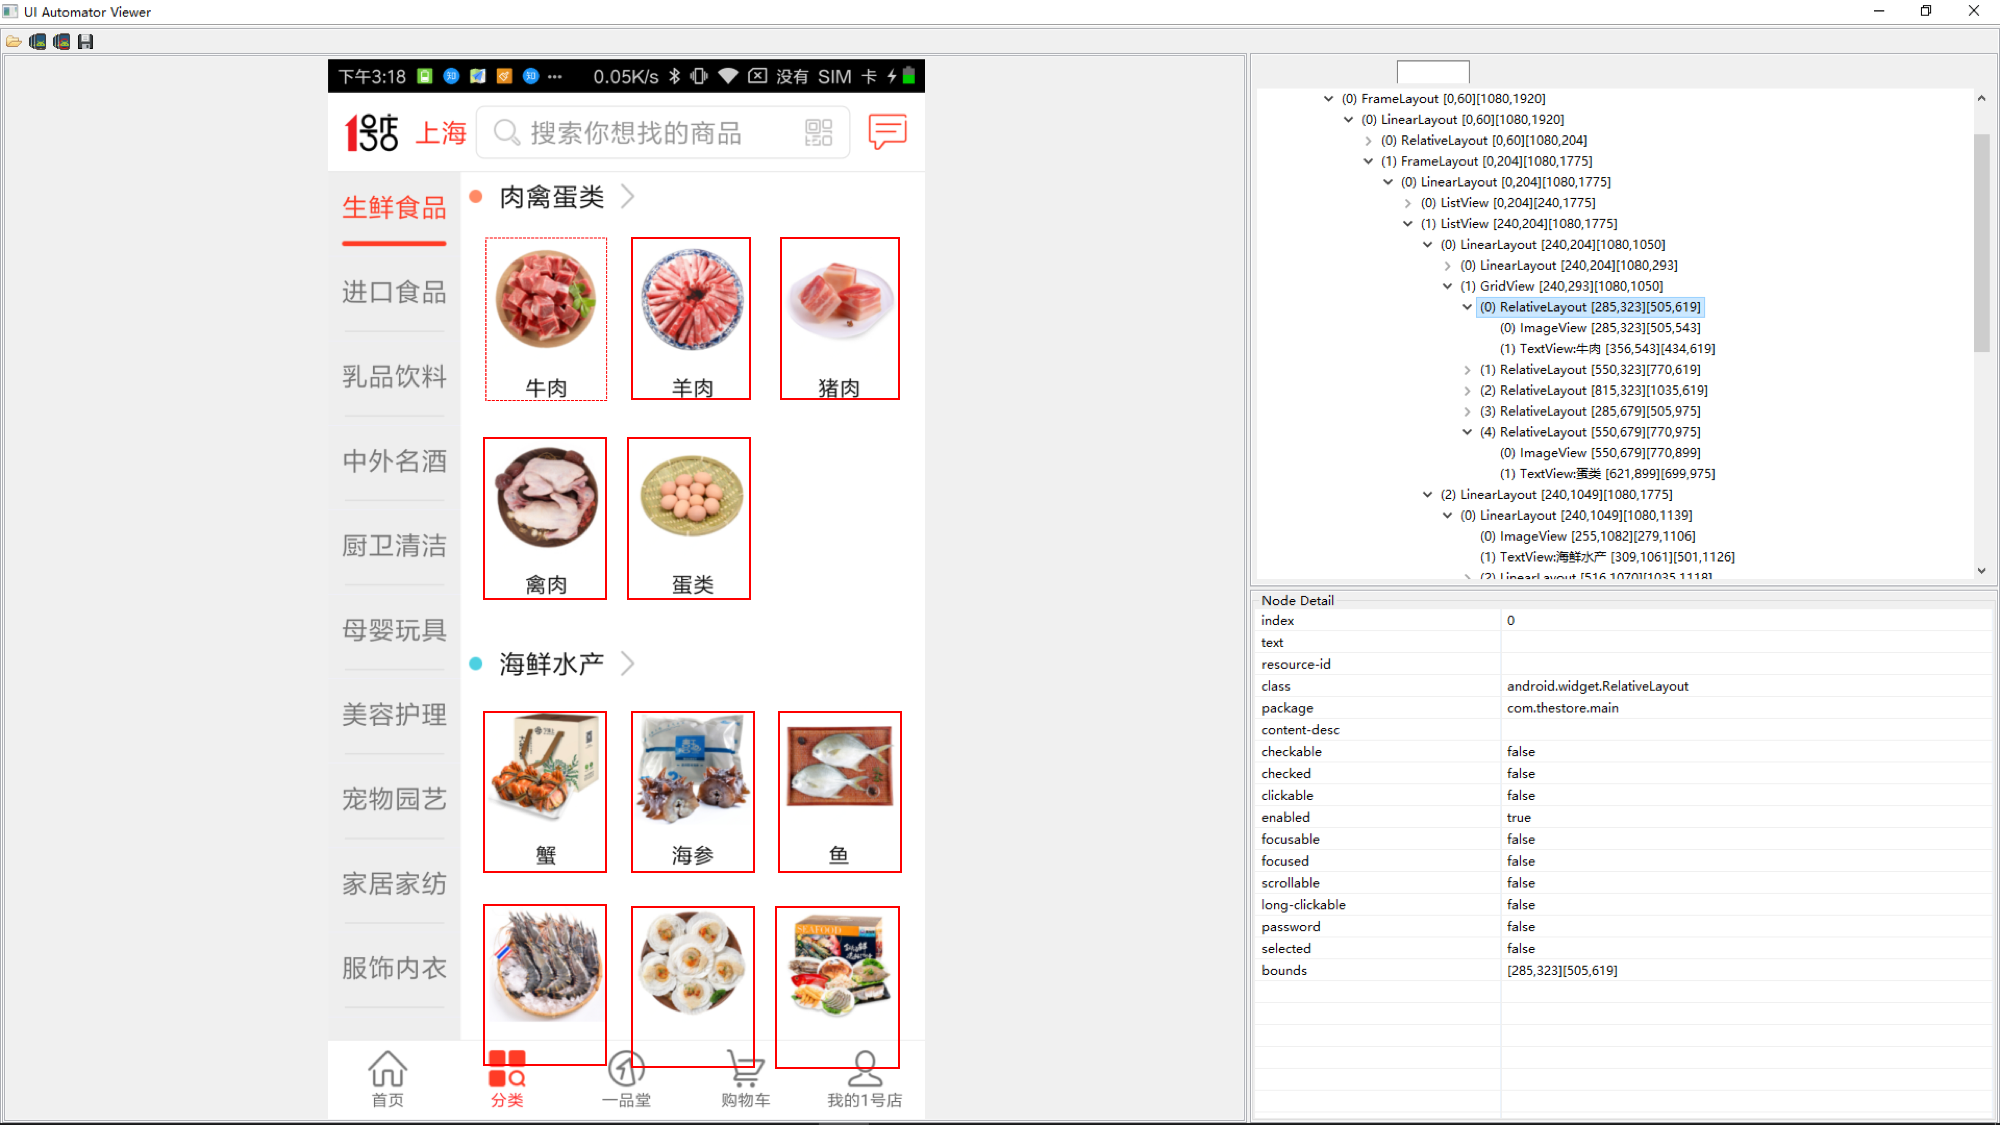 UI Automator Viewer
下午3:18 知 知 ··· 0.05K/s 没有 SIM 卡
1号店 上海 搜索你想找的商品
生鲜食品
进口食品
乳品饮料
中外名酒
厨卫清洁
母婴玩具
美容护理
宠物园艺
家居家纺
服饰内衣
肉禽蛋类
牛肉 羊肉 猪肉
禽肉 蛋类
海鲜水产
蟹 海参 鱼
SEAFOOD
首页 分类 一品堂 购物车 我的1号店
(0) FrameLayout [0,60][1080,1920]
(0) LinearLayout [0,60][1080,1920]
(0) RelativeLayout [0,60][1080,204]
(1) FrameLayout [0,204][1080,1775]
(0) LinearLayout [0,204][1080,1775]
(0) ListView [0,204][240,1775]
(1) ListView [240,204][1080,1775]
(0) LinearLayout [240,204][1080,1050]
(0) LinearLayout [240,204][1080,293]
(1) GridView [240,293][1080,1050]
(0) RelativeLayout [285,323][505,619]
(0) ImageView [285,323][505,543]
(1) TextView:牛肉 [356,543][434,619]
(1) RelativeLayout [550,323][770,619]
(2) RelativeLayout [815,323][1035,619]
(3) RelativeLayout [285,679][505,975]
(4) RelativeLayout [550,679][770,975]
(0) ImageView [550,679][770,899]
(1) TextView:蛋类 [621,899][699,975]
(2) LinearLayout [240,1049][1080,1775]
(0) LinearLayout [240,1049][1080,1139]
(0) ImageView [255,1082][279,1106]
(1) TextView:海鲜水产 [309,1061][501,1126]
(2) LinearLayout [516,1070][1035,1118]
Node Detail
index 0
text
resource-id
class android.widget.RelativeLayout
package com.thestore.main
content-desc
checkable false
checked false
clickable false
enabled true
focusable false
focused false
scrollable false
long-clickable false
password false
selected false
bounds [285,323][505,619]